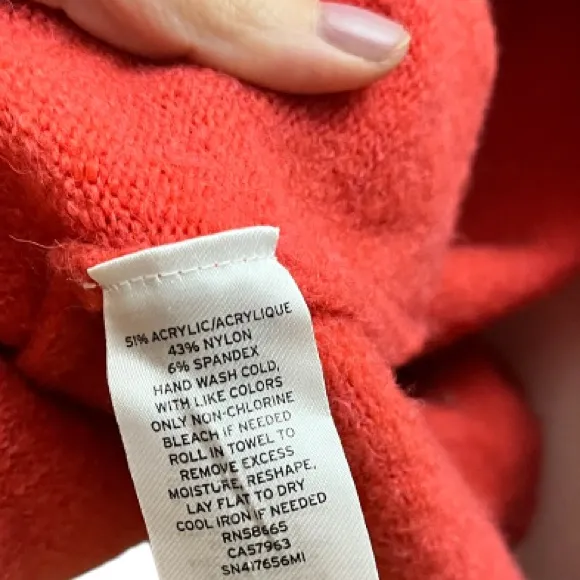 51% ACRYLIC/ACRYLIQUE
43% NYLON
6% SPANDEX
HAND WASH COLD,
WITH LIKE COLORS
ONLY NON-CHLORINE
BLEACH IF NEEDED
ROLL IN TOWEL TO
REMOVE EXCESS
MOISTURE, RESHAPE,
LAY FLAT TO DRY
COOL IRON IF NEEDED
RN58665
CA57963
SN417656MI